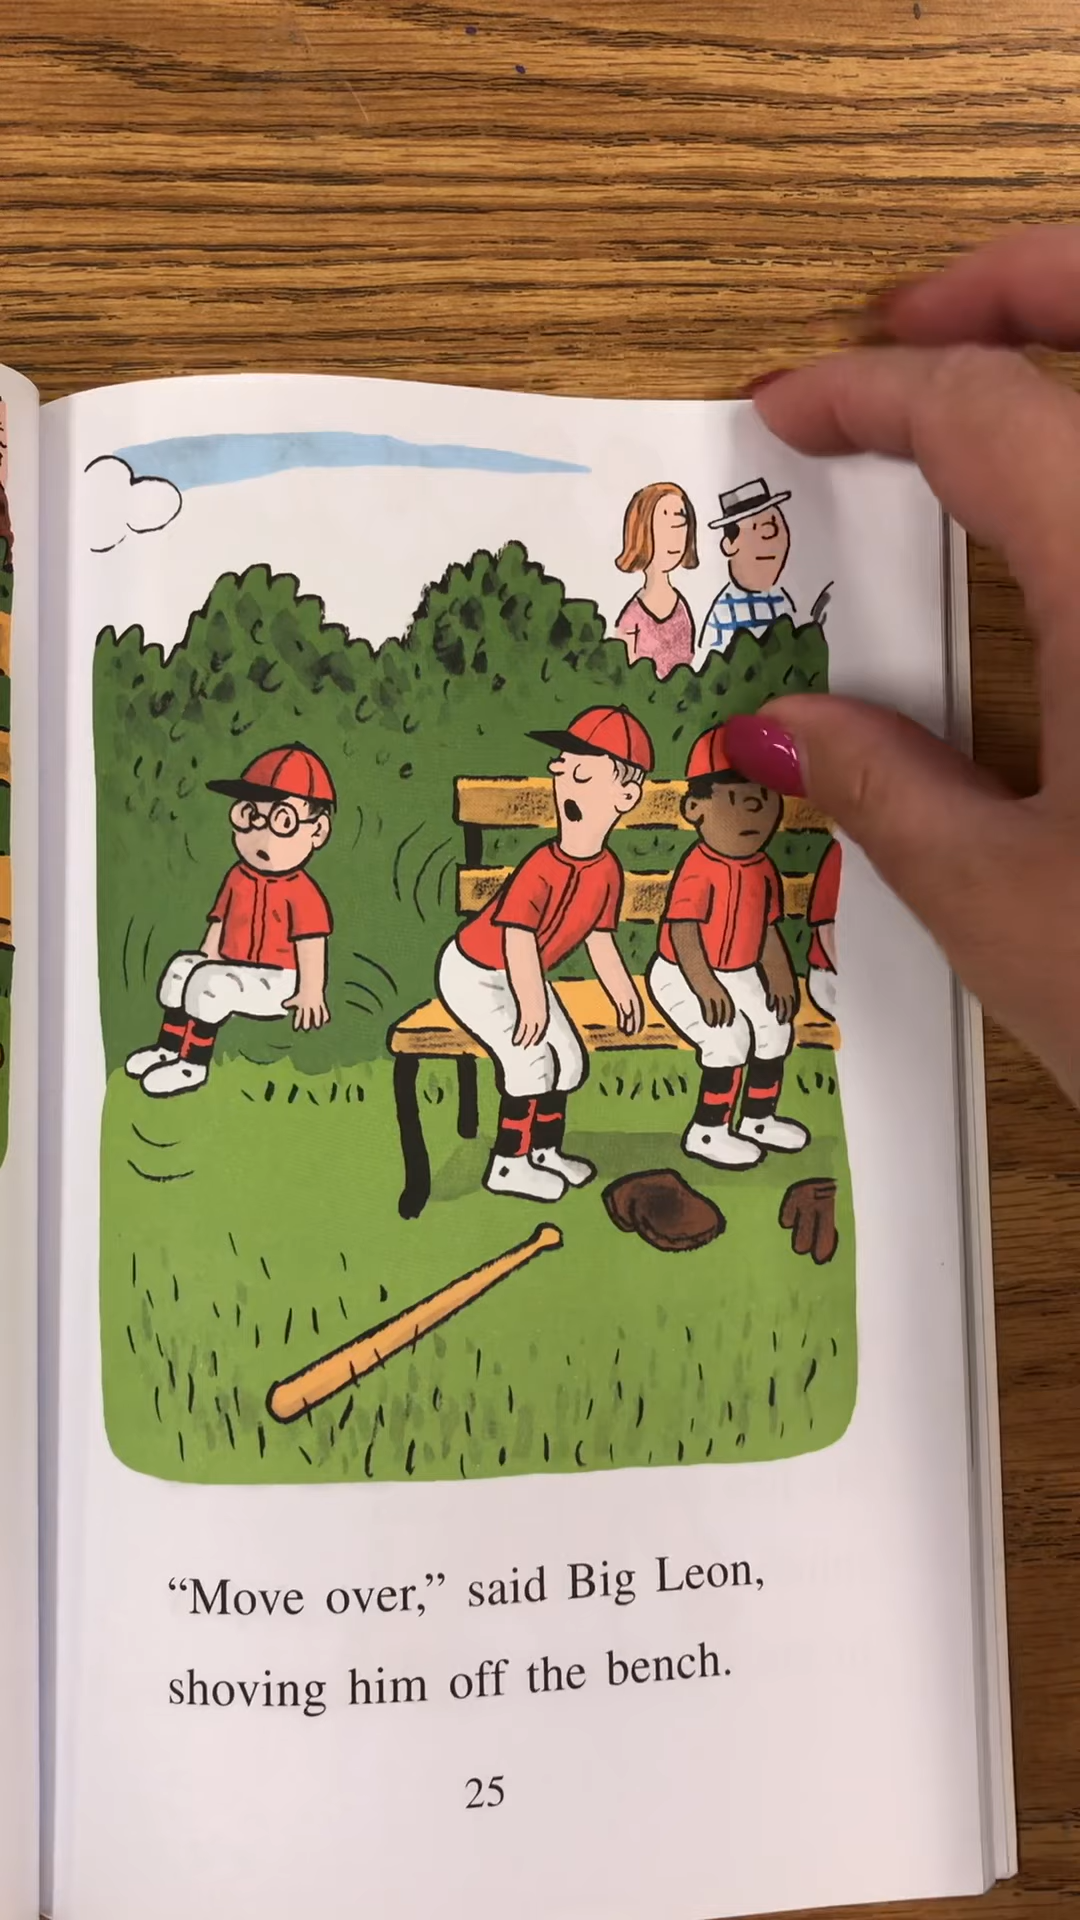 “Move over,” said Big Leon,
shoving him off the bench.
25